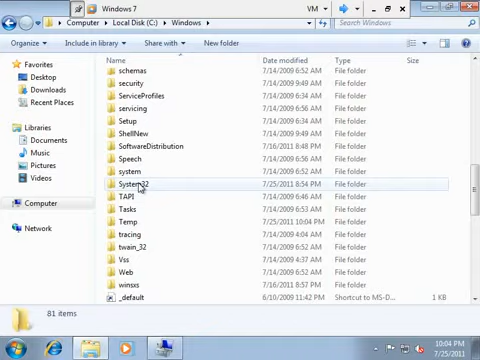 Windows 7
VM
Computer Local Disk (C:) Windows
Search Windows
Organize Include in library Share with New folder
Favorites
Desktop
Downloads
Recent Places
Libraries
Documents
Music
Pictures
Videos
Computer
Network
Name Date modified Type Size
schemas 7/14/2009 6:52 AM File folder
security 7/14/2009 6:52 AM File folder
ServiceProfiles 7/14/2009 6:52 AM File folder
servicing 7/14/2009 6:52 AM File folder
Setup 7/14/2009 6:52 AM File folder
ShellNew 7/14/2009 9:49 AM File folder
SoftwareDistribution 7/16/2011 8:48 PM File folder
Speech 7/14/2009 6:52 AM File folder
system 7/14/2009 6:52 AM File folder
System32 7/25/2011 8:54 PM File folder
TAPI 7/14/2009 6:52 AM File folder
Tasks 7/14/2009 6:52 AM File folder
Temp 7/25/2011 10:04 PM File folder
tracing 7/14/2009 4:04 AM File folder
twain_32 7/14/2009 6:52 AM File folder
Vss 7/14/2009 4:37 AM File folder
Web 7/14/2009 6:52 AM File folder
winsxs 7/16/2011 8:57 PM File folder
_default 6/10/2009 11:42 PM Shortcut to MS-D... 1 KB
81 items
10:04 PM
7/25/2011